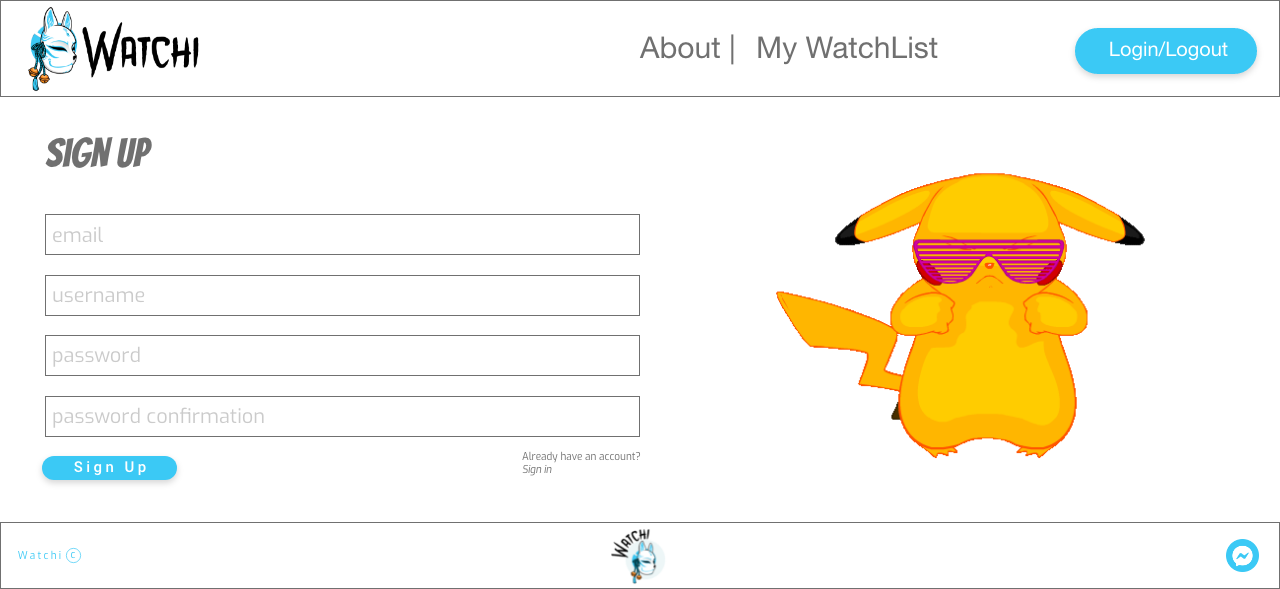 WATCHI
About | My WatchList
Login/Logout
SIGN UP
email
username
password
password confirmation
Sign Up
Already have an account?
Sign in
Watchi ©
WATCHI